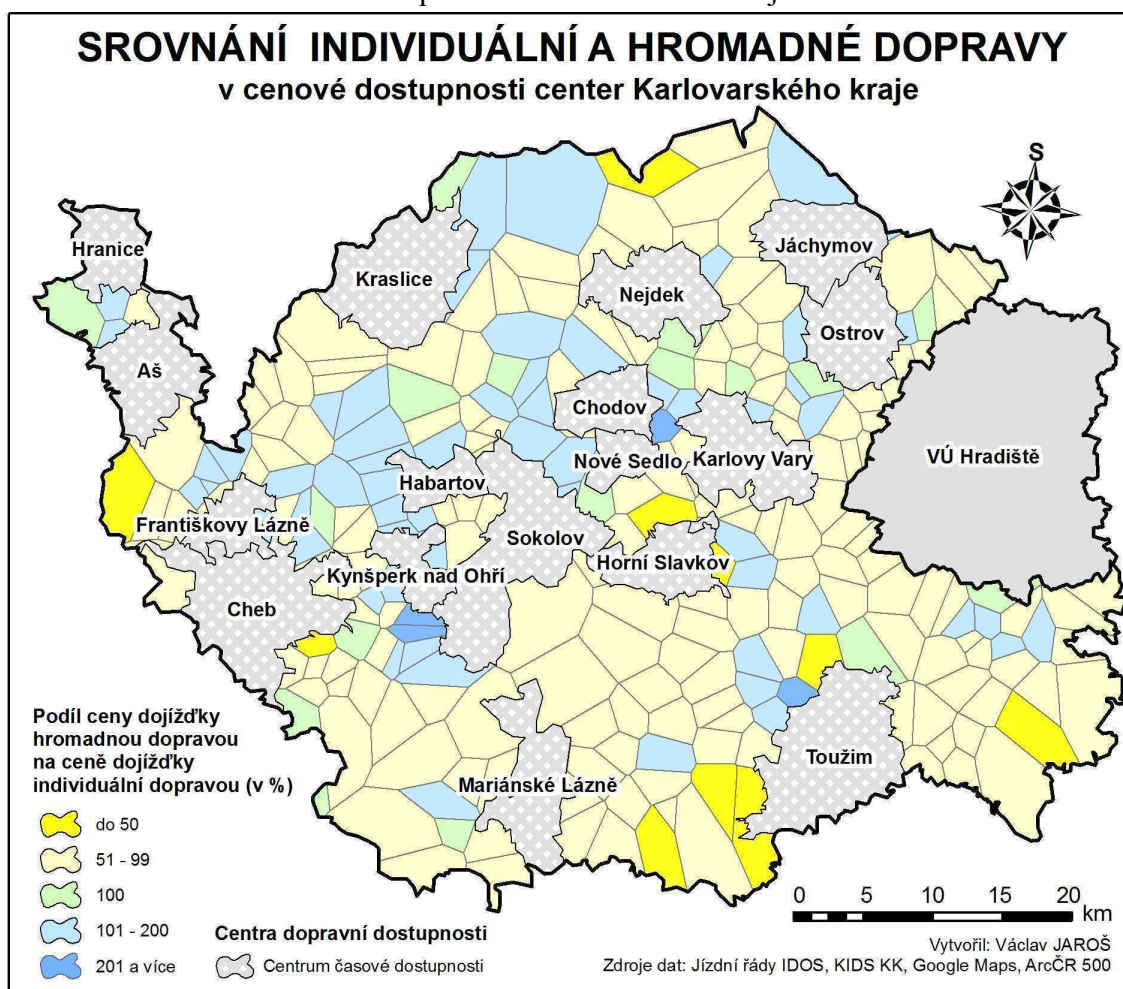 SROVNÁNÍ INDIVIDUÁLNÍ A HROMADNÉ DOPRAVY
v cenové dostupnosti center Karlovarského kraje
S
Hranice
Jáchymov
Kraslice
Nejdek
Ostrov
Aš
Chodov
Nové Sedlo
Karlovy Vary
VÚ Hradiště
Habartov
Františkovy Lázně
Sokolov
Horní Slavkov
Kynšperk nad Ohří
Cheb
Toužim
Mariánské Lázně
Podíl ceny dojížďky
hromadnou dopravou
na ceně dojížďky
individuální dopravou (v %)
do 50
51 - 99
100
101 - 200
201 a více
Centra dopravní dostupnosti
Centrum časové dostupnosti
0 5 10 15 20
km
Vytvořil: Václav JAROŠ
Zdroje dat: Jízdní řády IDOS, KIDS KK, Google Maps, ArcČR 500